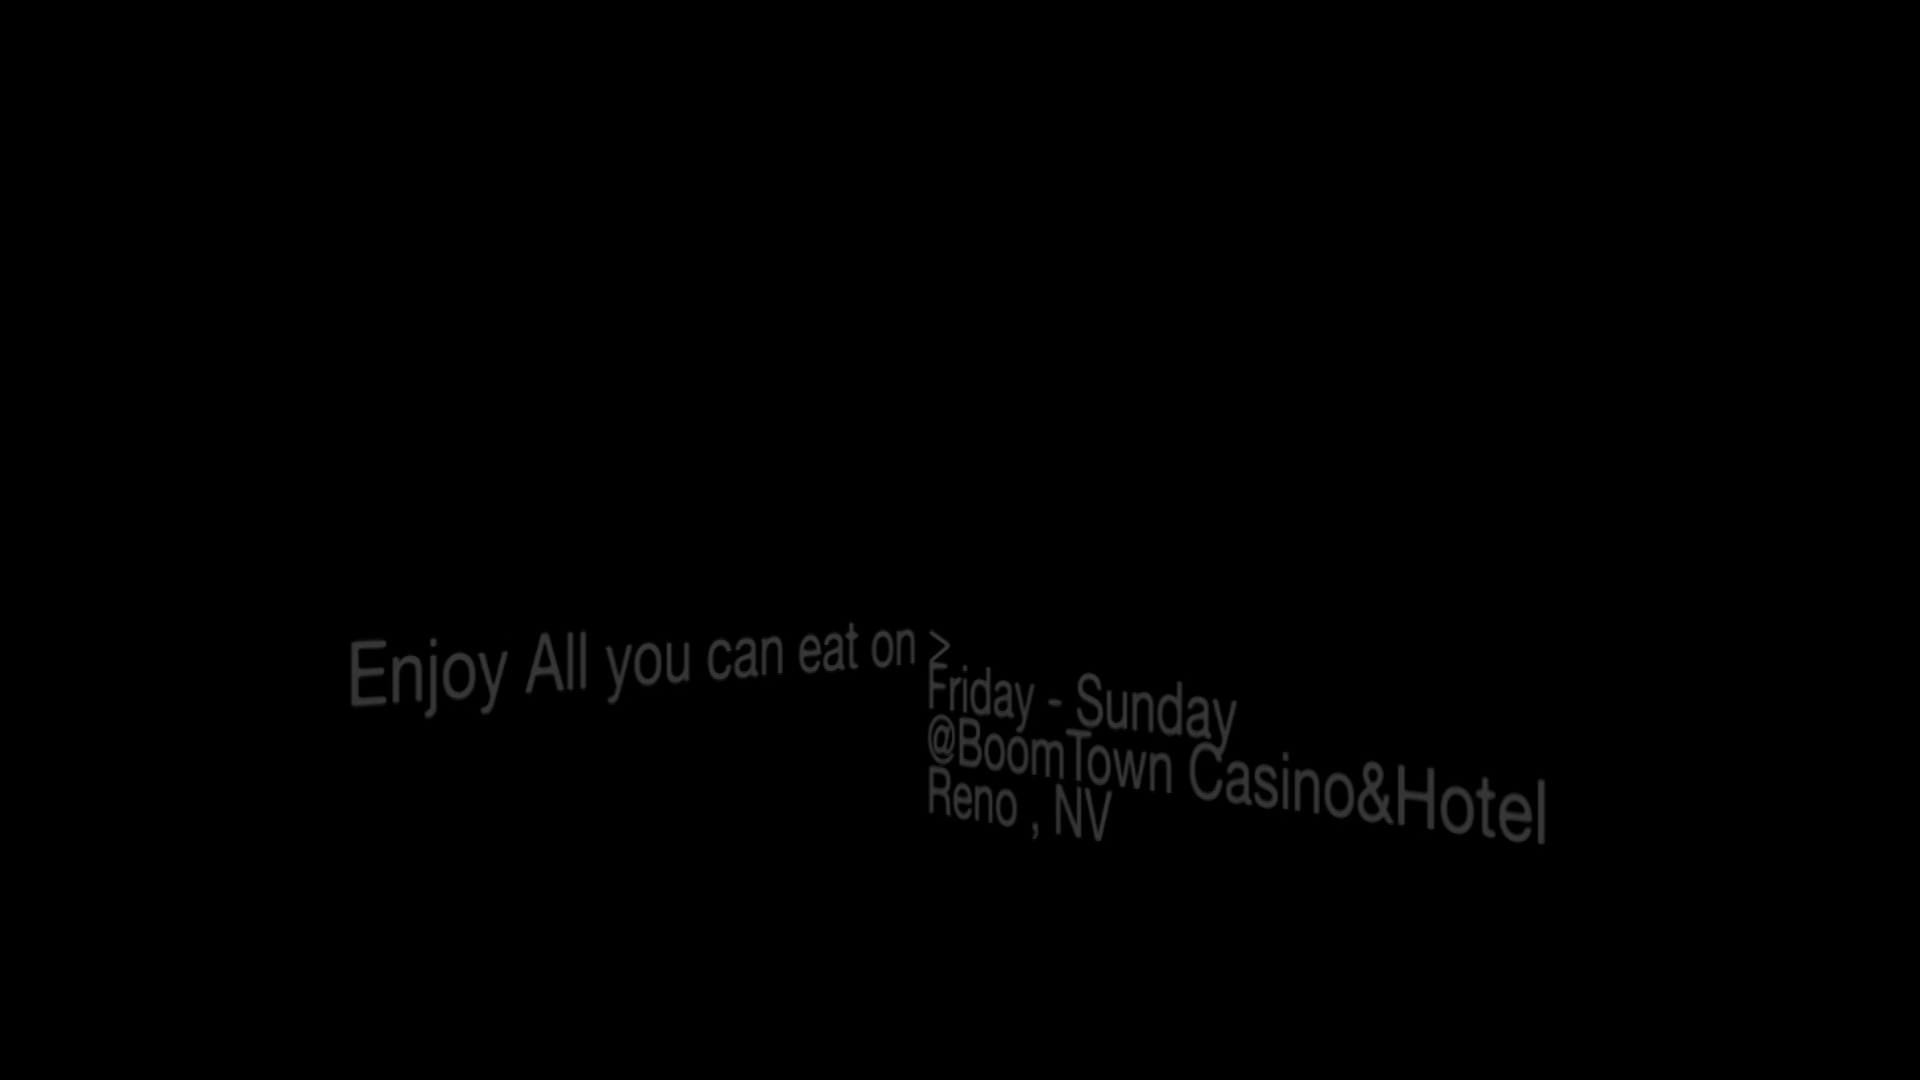 Enjoy All you can eat on >
Friday - Sunday
@BoomTown Casino&Hotel
Reno , NV